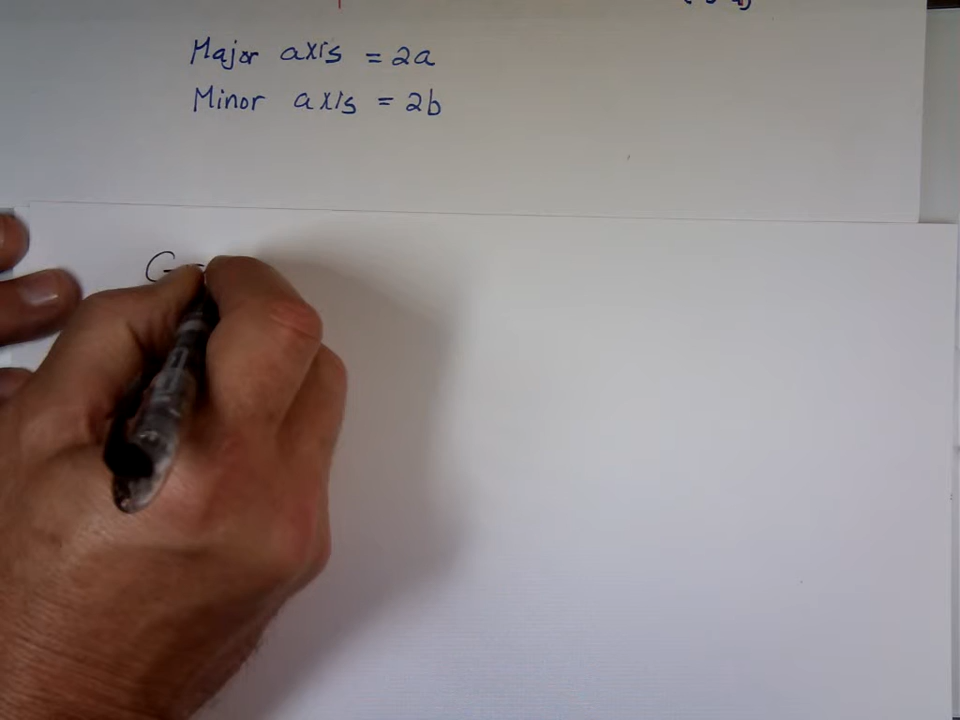 Major axis = 2a
Minor axis = 2b
G